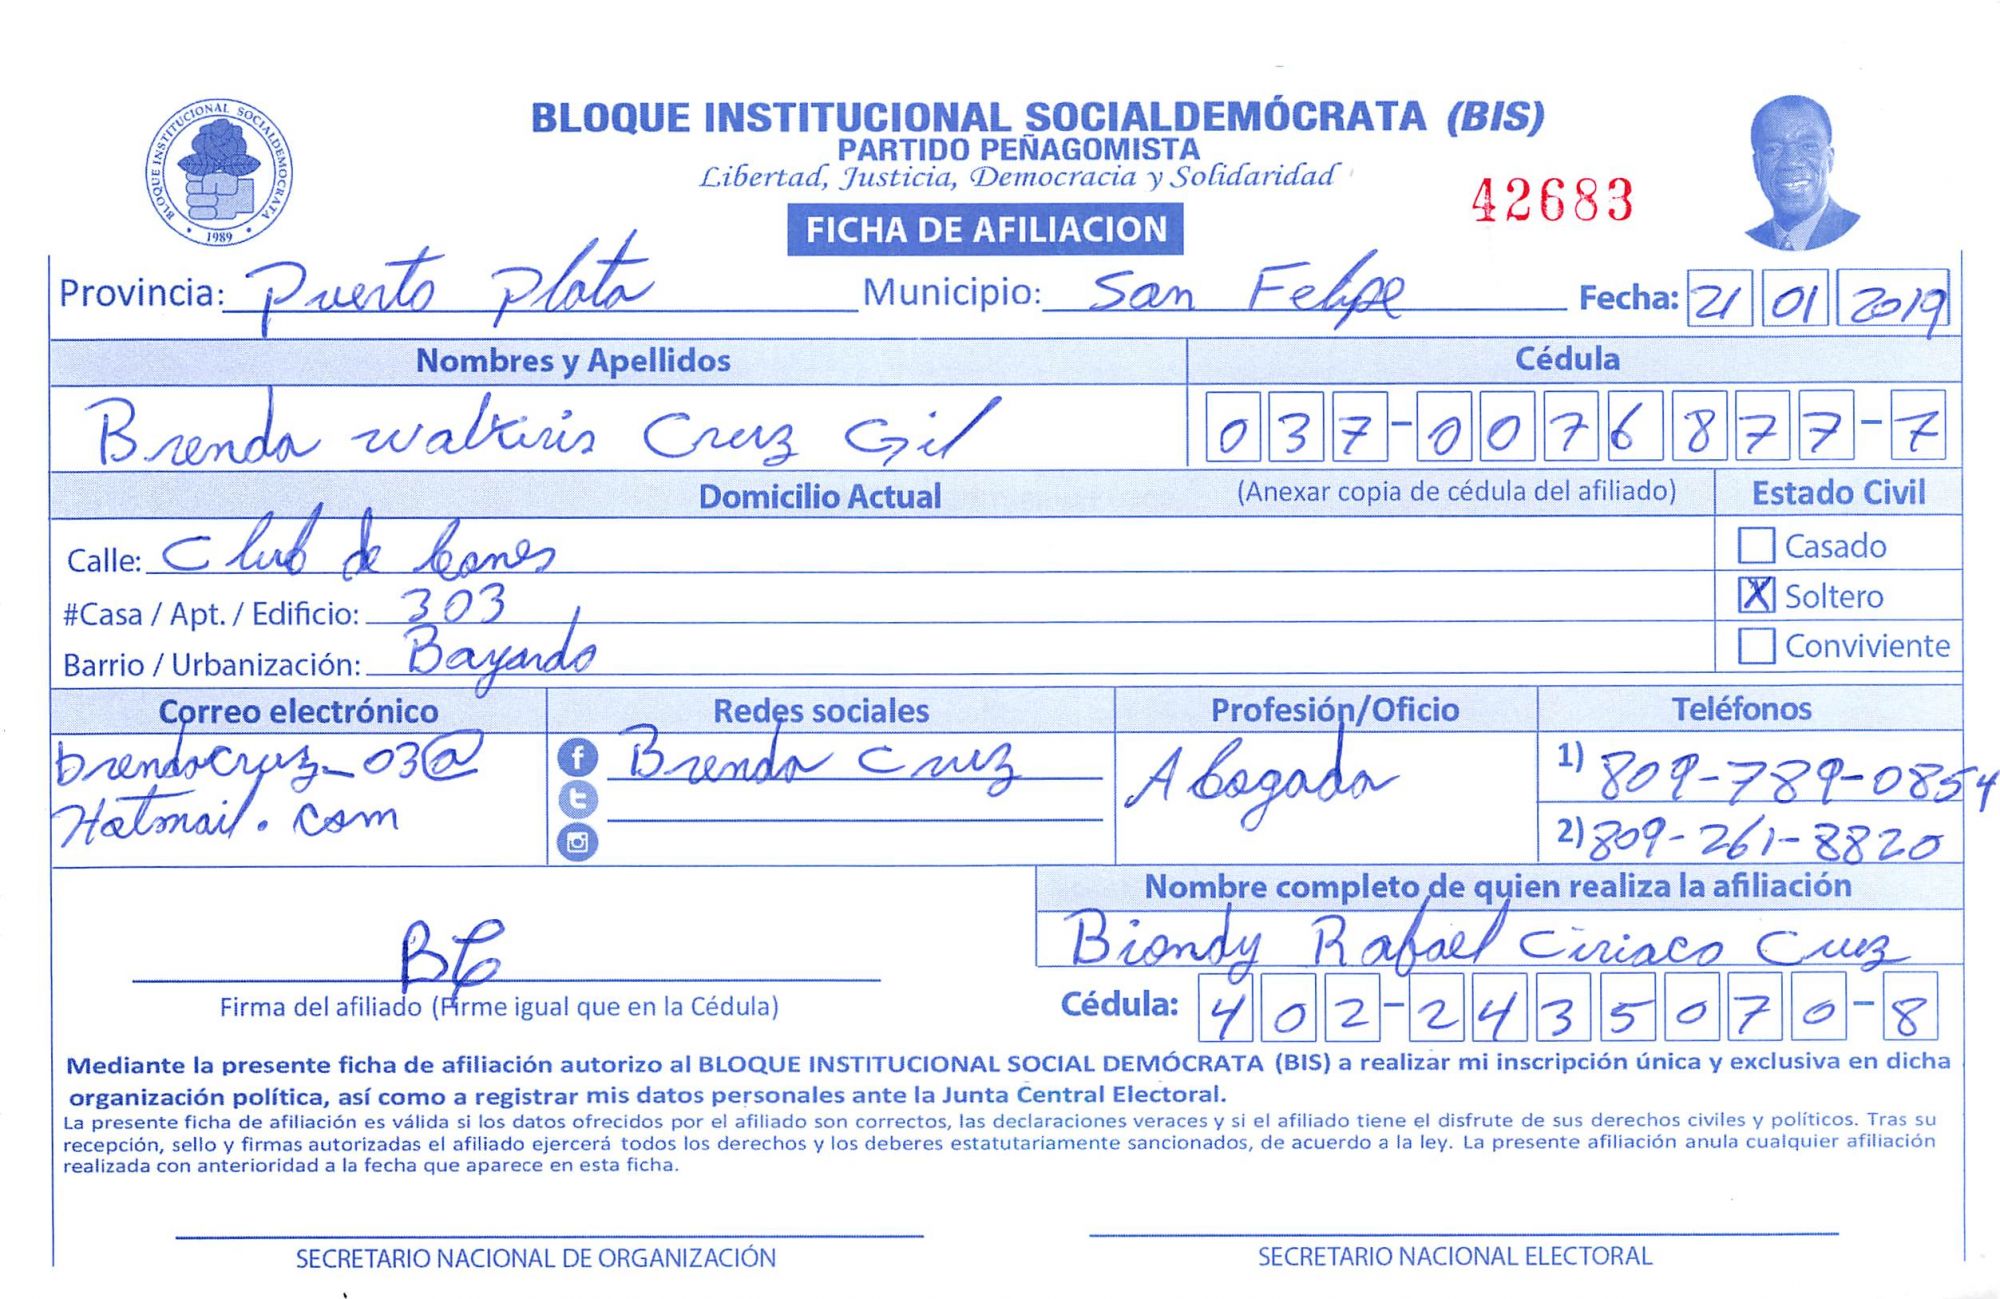 BLOQUE INSTITUCIONAL SOCIALDEMOCRATA
1989
BLOQUE INSTITUCIONAL SOCIALDEMÓCRATA (BIS)
PARTIDO PEÑAGOMISTA
Libertad, Justicia, Democracia y Solidaridad
42683
FICHA DE AFILIACION
Provincia: Puerto Plata Municipio: San Felipe Fecha: 21 01 2019
Nombres y Apellidos Cédula
Brenda Walkiris Cruz Gil 037-0076877-7
Domicilio Actual (Anexar copia de cédula del afiliado) Estado Civil
Calle: Club de Leones Casado
#Casa / Apt. / Edificio: 303 X Soltero
Barrio / Urbanización: Bayardo Conviviente
Correo electrónico Redes sociales Profesión/Oficio Teléfonos
brendacruz_03@ Brenda Cruz Abogada 1) 809-789-0854
Hotmail.com 2) 809-261-8820
Nombre completo de quien realiza la afiliación
BC Biondy Rafael Ciriaco Cruz
Firma del afiliado (Firme igual que en la Cédula) Cédula: 402-2435070-8
Mediante la presente ficha de afiliación autorizo al BLOQUE INSTITUCIONAL SOCIAL DEMÓCRATA (BIS) a realizar mi inscripción única y exclusiva en dicha
organización política, así como a registrar mis datos personales ante la Junta Central Electoral.
La presente ficha de afiliación es válida si los datos ofrecidos por el afiliado son correctos, las declaraciones veraces y si el afiliado tiene el disfrute de sus derechos civiles y políticos. Tras su
recepción, sello y firmas autorizadas el afiliado ejercerá todos los derechos y los deberes estatutariamente sancionados, de acuerdo a la ley. La presente afiliación anula cualquier afiliación
realizada con anterioridad a la fecha que aparece en esta ficha.
SECRETARIO NACIONAL DE ORGANIZACIÓN SECRETARIO NACIONAL ELECTORAL